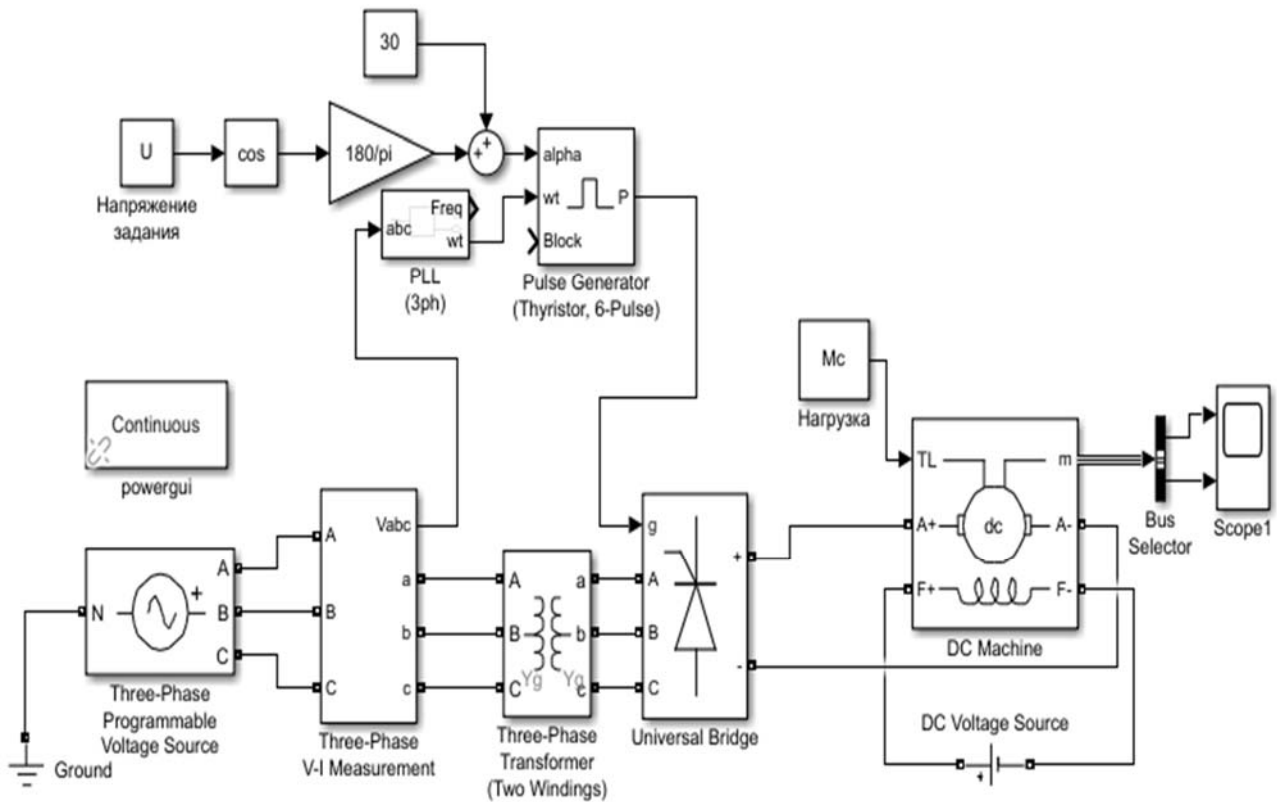 30
U
cos
180/pi
Напряжение
задания
alpha
wt
P
Block
Pulse Generator
(Thyristor, 6-Pulse)
abc
Freq
wt
PLL
(3ph)
Continuous
powergui
Mc
Нагрузка
TL
m
A+
dc
A-
F+
F-
DC Machine
Bus
Selector
Scope1
N
A
B
C
Three-Phase
Programmable
Voltage Source
Ground
Vabc
A
B
C
a
b
c
Three-Phase
V-I Measurement
A
B
C
a
b
c
Yg
Yg
Three-Phase
Transformer
(Two Windings)
g
A
B
C
+
-
Universal Bridge
DC Voltage Source